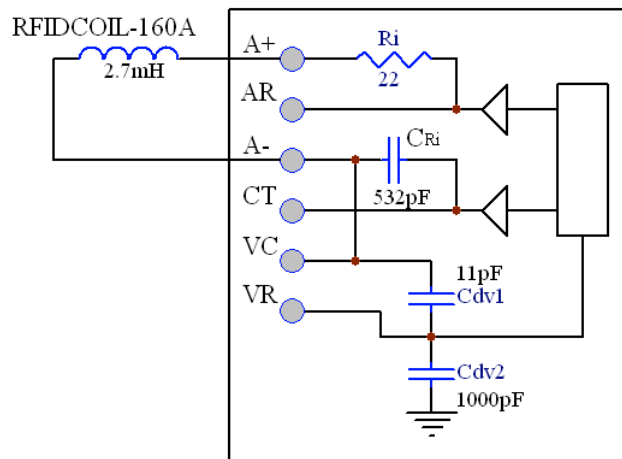 RFIDCOIL-160A
2.7mH
A+
Ri
22
AR
A-
CRi
532pF
CT
VC
11pF
Cdv1
VR
Cdv2
1000pF